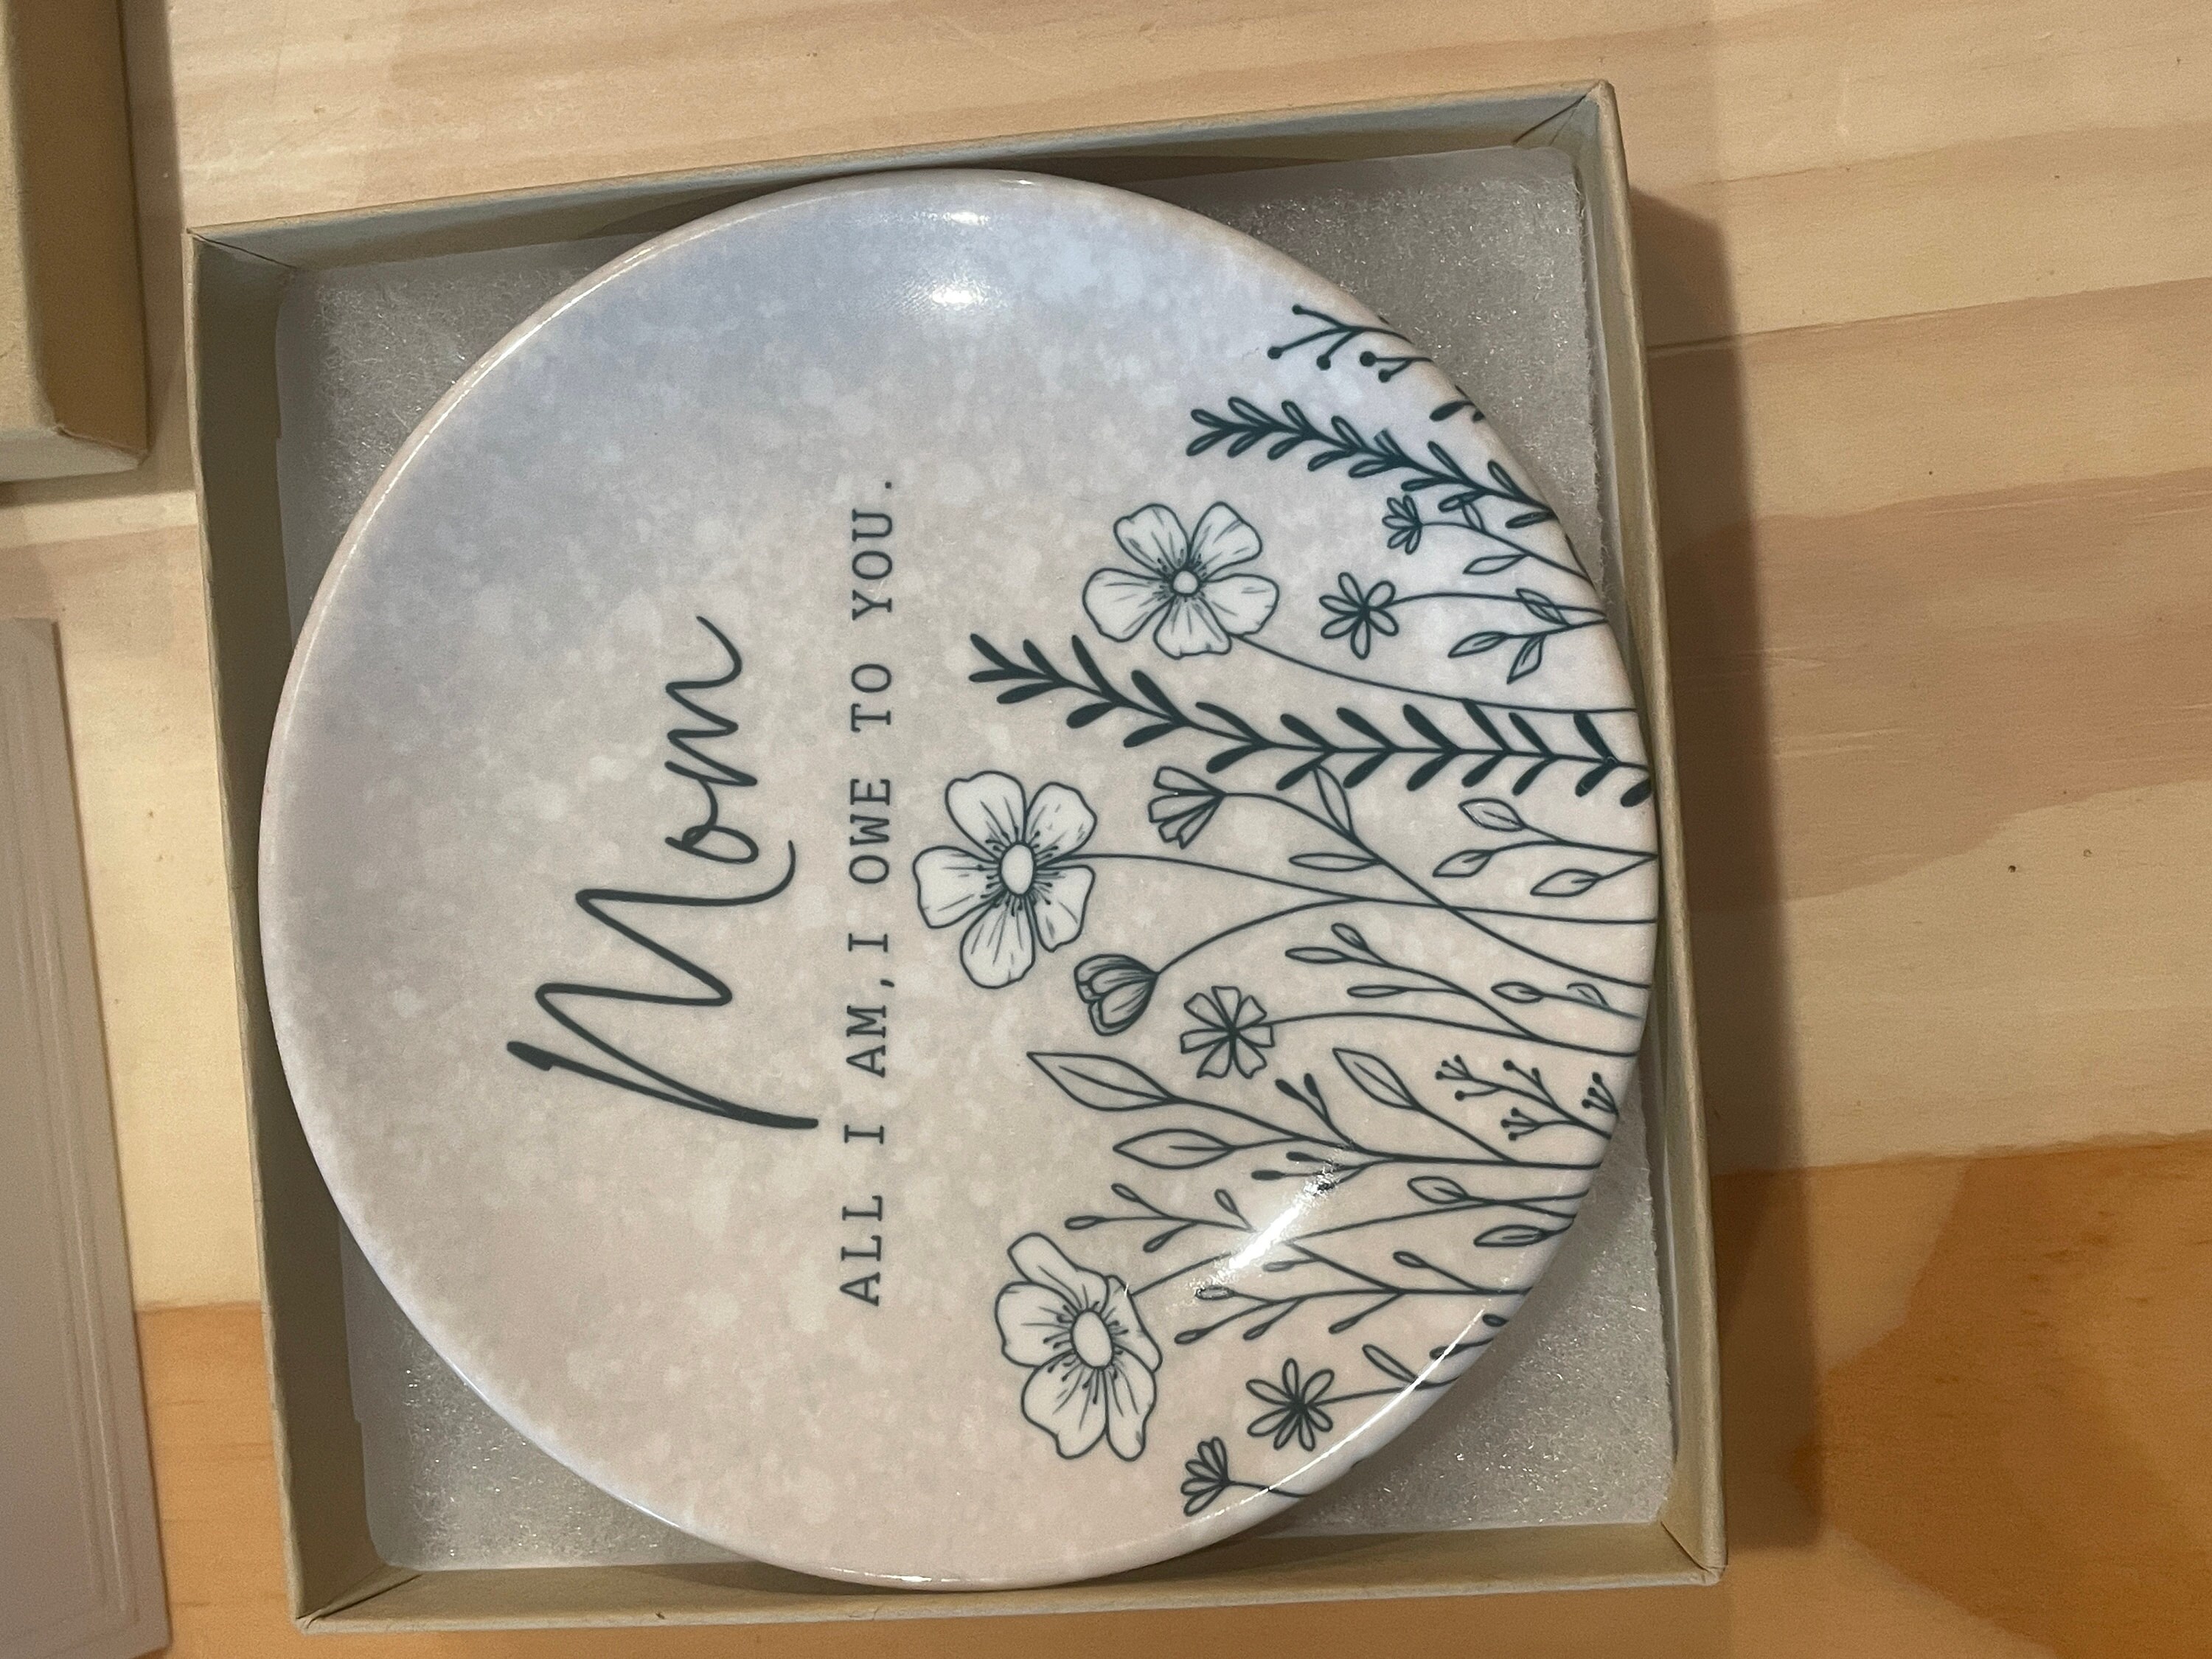 Mom
ALL I AM, I OWE TO YOU.